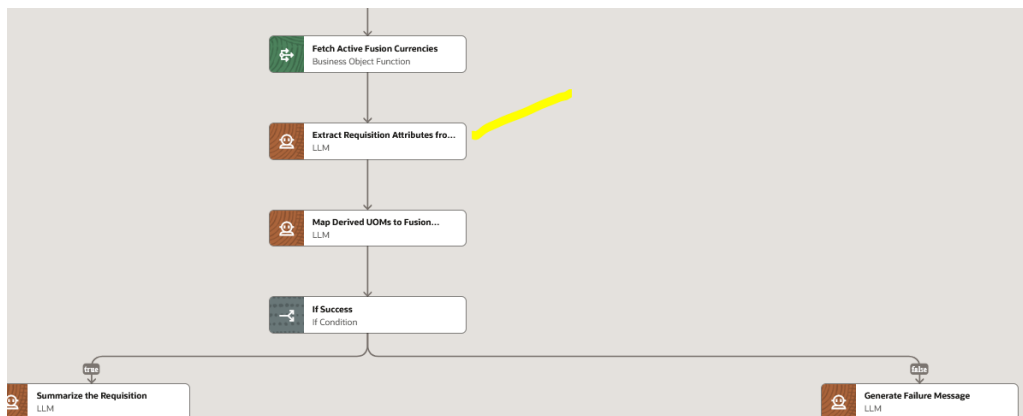 Fetch Active Fusion Currencies
Business Object Function
Extract Requisition Attributes fro...
LLM
Map Derived UOMs to Fusion...
LLM
If Success
If Condition
true
false
Summarize the Requisition
LLM
Generate Failure Message
LLM